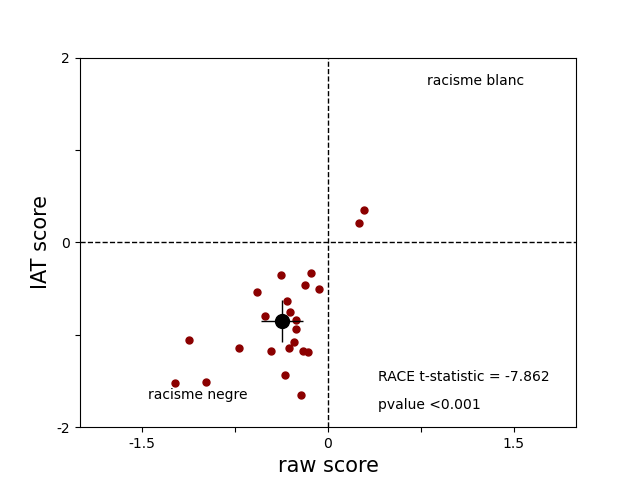 2
racisme blanc
IAT score
0
racisme negre
RACE t-statistic = -7.862
pvalue <0.001
-2
-1.5
0
1.5
raw score